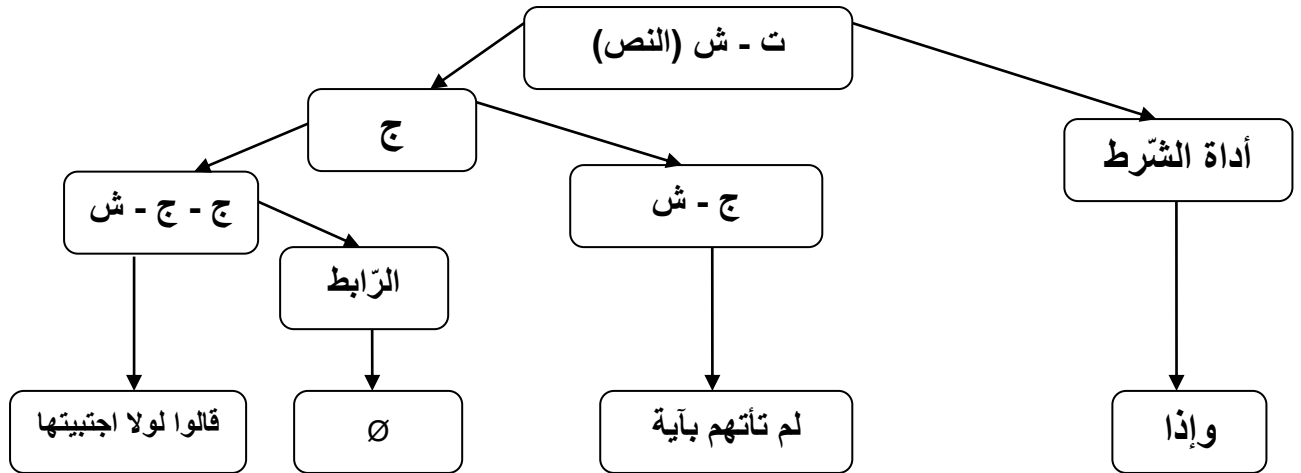 ت - ش (النص)
ج
أداة الشّرط
ج - ش
ج - ج - ش
الرّابط
وإذا
لم تأتهم بآية
Ø
قالوا لولا اجتبيتها